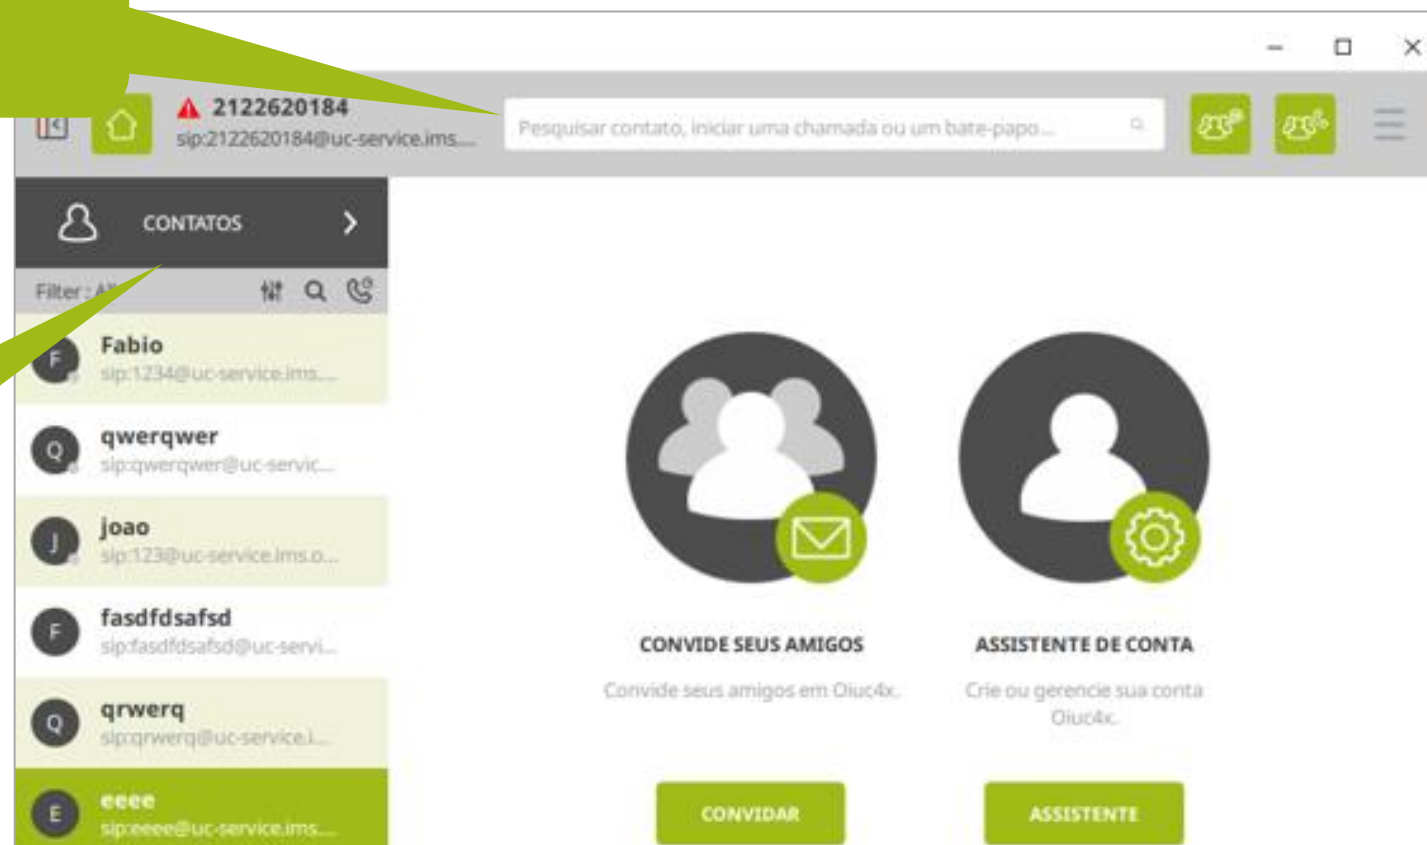 2122620184
sip:2122620184@uc-service.ims....
Pesquisar contato, iniciar uma chamada ou um bate-papo...
CONTATOS
Filter : All
F
Fabio
sip:1234@uc-service.ims....
Q
qwerqwer
sip:qwerqwer@uc-servic...
J
joao
sip:123@uc-service.ims.o...
F
fasdfdsafsd
sip:fasdfdsafsd@uc-servi...
Q
qrwerq
sip:qrwerq@uc-service.i...
E
eeee
sip:eeee@uc-service.ims....
CONVIDE SEUS AMIGOS
Convide seus amigos em Oiuc4x.
CONVIDAR
ASSISTENTE DE CONTA
Crie ou gerencie sua conta
Oiuc4x.
ASSISTENTE